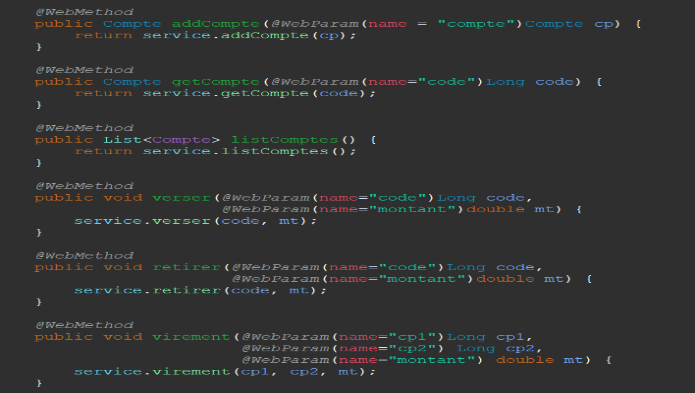 @WebMethod
public Compte addCompte(@WebParam(name = "compte")Compte cp) {
return service.addCompte(cp);
}
@WebMethod
public Compte getCompte(@WebParam(name="code")Long code) {
return service.getCompte(code);
}
@WebMethod
public List<Compte> listComptes() {
return service.listComptes();
}
@WebMethod
public void verser(@WebParam(name="code")Long code,
@WebParam(name="montant")double mt) {
service.verser(code, mt);
}
@WebMethod
public void retirer(@WebParam(name="code")Long code,
@WebParam(name="montant")double mt) {
service.retirer(code, mt);
}
@WebMethod
public void virement(@WebParam(name="cp1")Long cp1,
@WebParam(name="cp2") Long cp2,
@WebParam(name="montant") double mt) {
service.virement(cp1, cp2, mt);
}